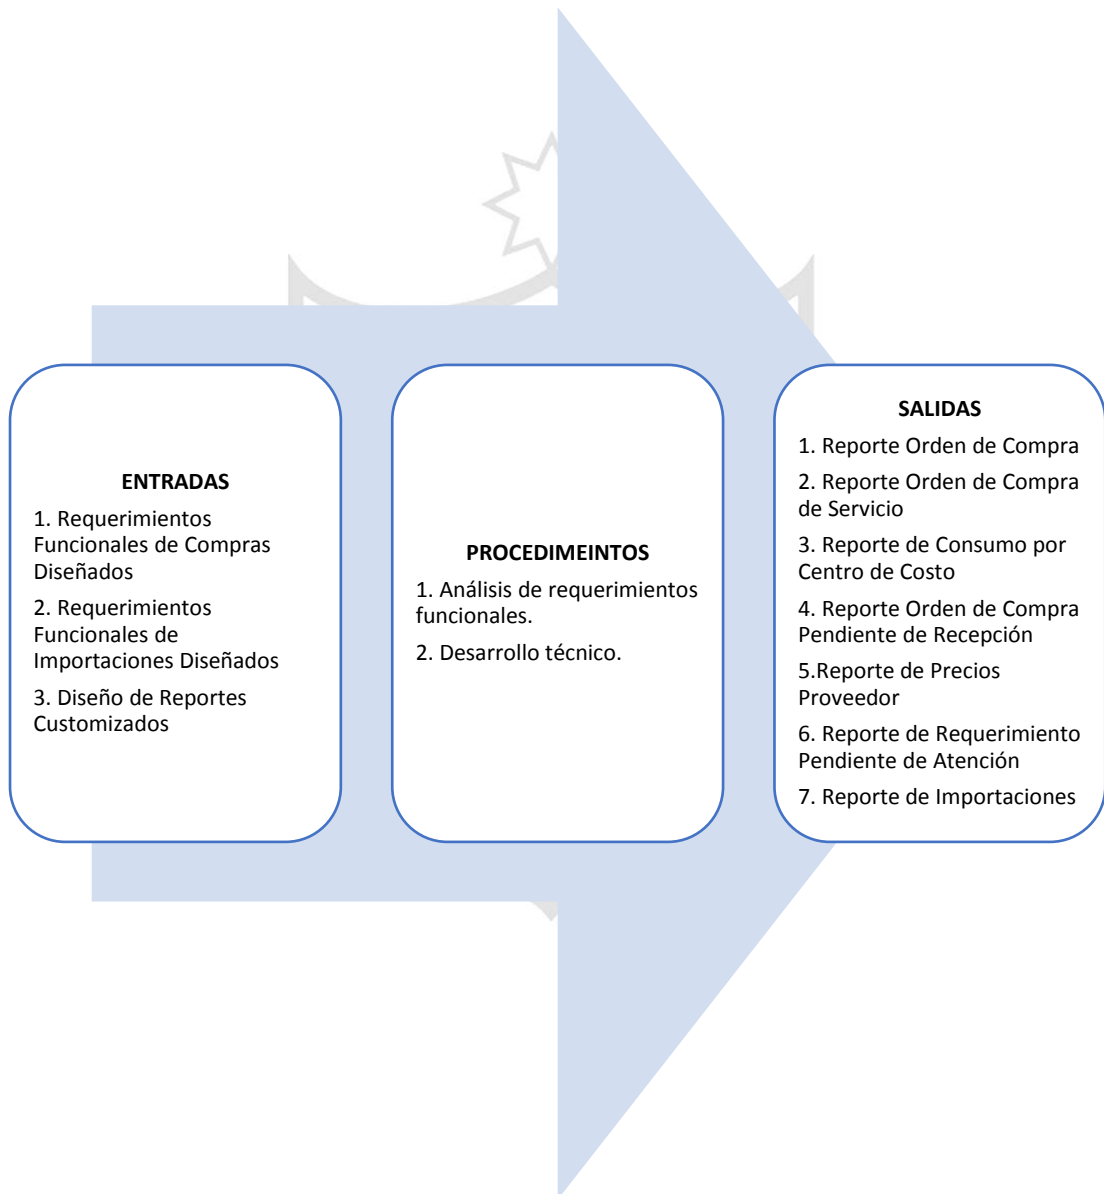 ENTRADAS
1. Requerimientos
Funcionales de Compras
Diseñados
2. Requerimientos
Funcionales de
Importaciones Diseñados
3. Diseño de Reportes
Customizados
PROCEDIMEINTOS
1. Análisis de requerimientos
funcionales.
2. Desarrollo técnico.
SALIDAS
1. Reporte Orden de Compra
2. Reporte Orden de Compra
de Servicio
3. Reporte de Consumo por
Centro de Costo
4. Reporte Orden de Compra
Pendiente de Recepción
5.Reporte de Precios
Proveedor
6. Reporte de Requerimiento
Pendiente de Atención
7. Reporte de Importaciones